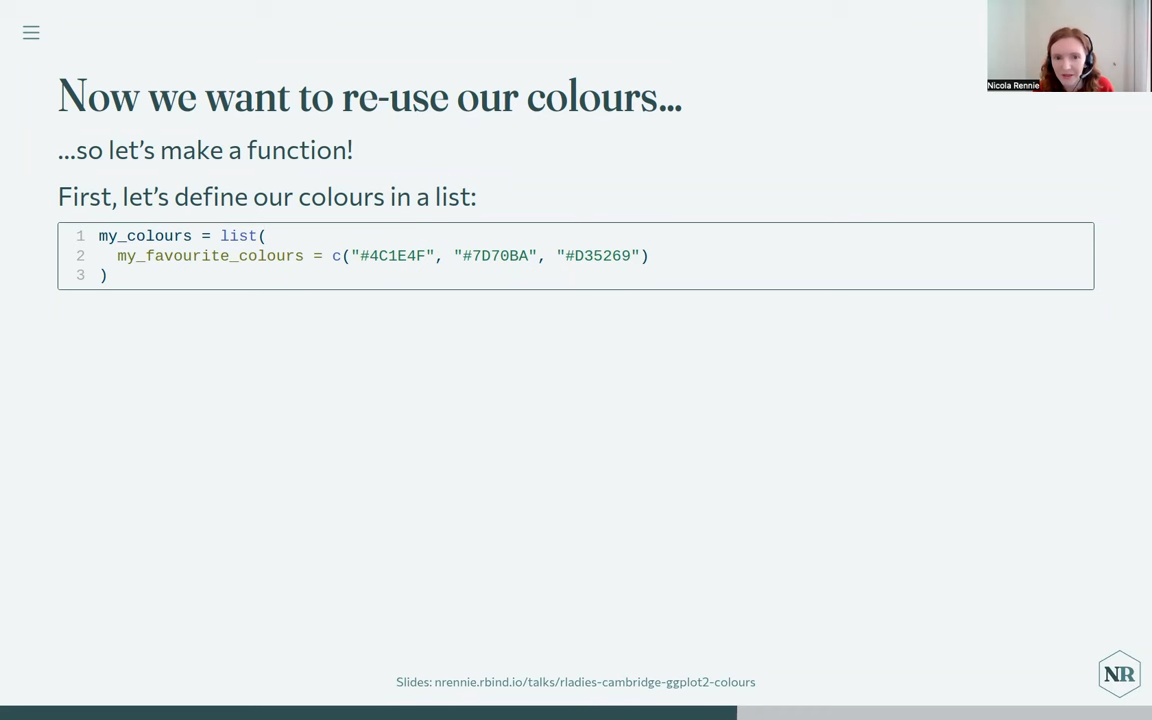 Nicola Rennie
Now we want to re-use our colours...
...so let's make a function!
First, let's define our colours in a list:
1 my_colours = list(
2   my_favourite_colours = c("#4C1E4F", "#7D70BA", "#D35269")
3 )
Slides: nrennie.rbind.io/talks/rladies-cambridge-ggplot2-colours
NR